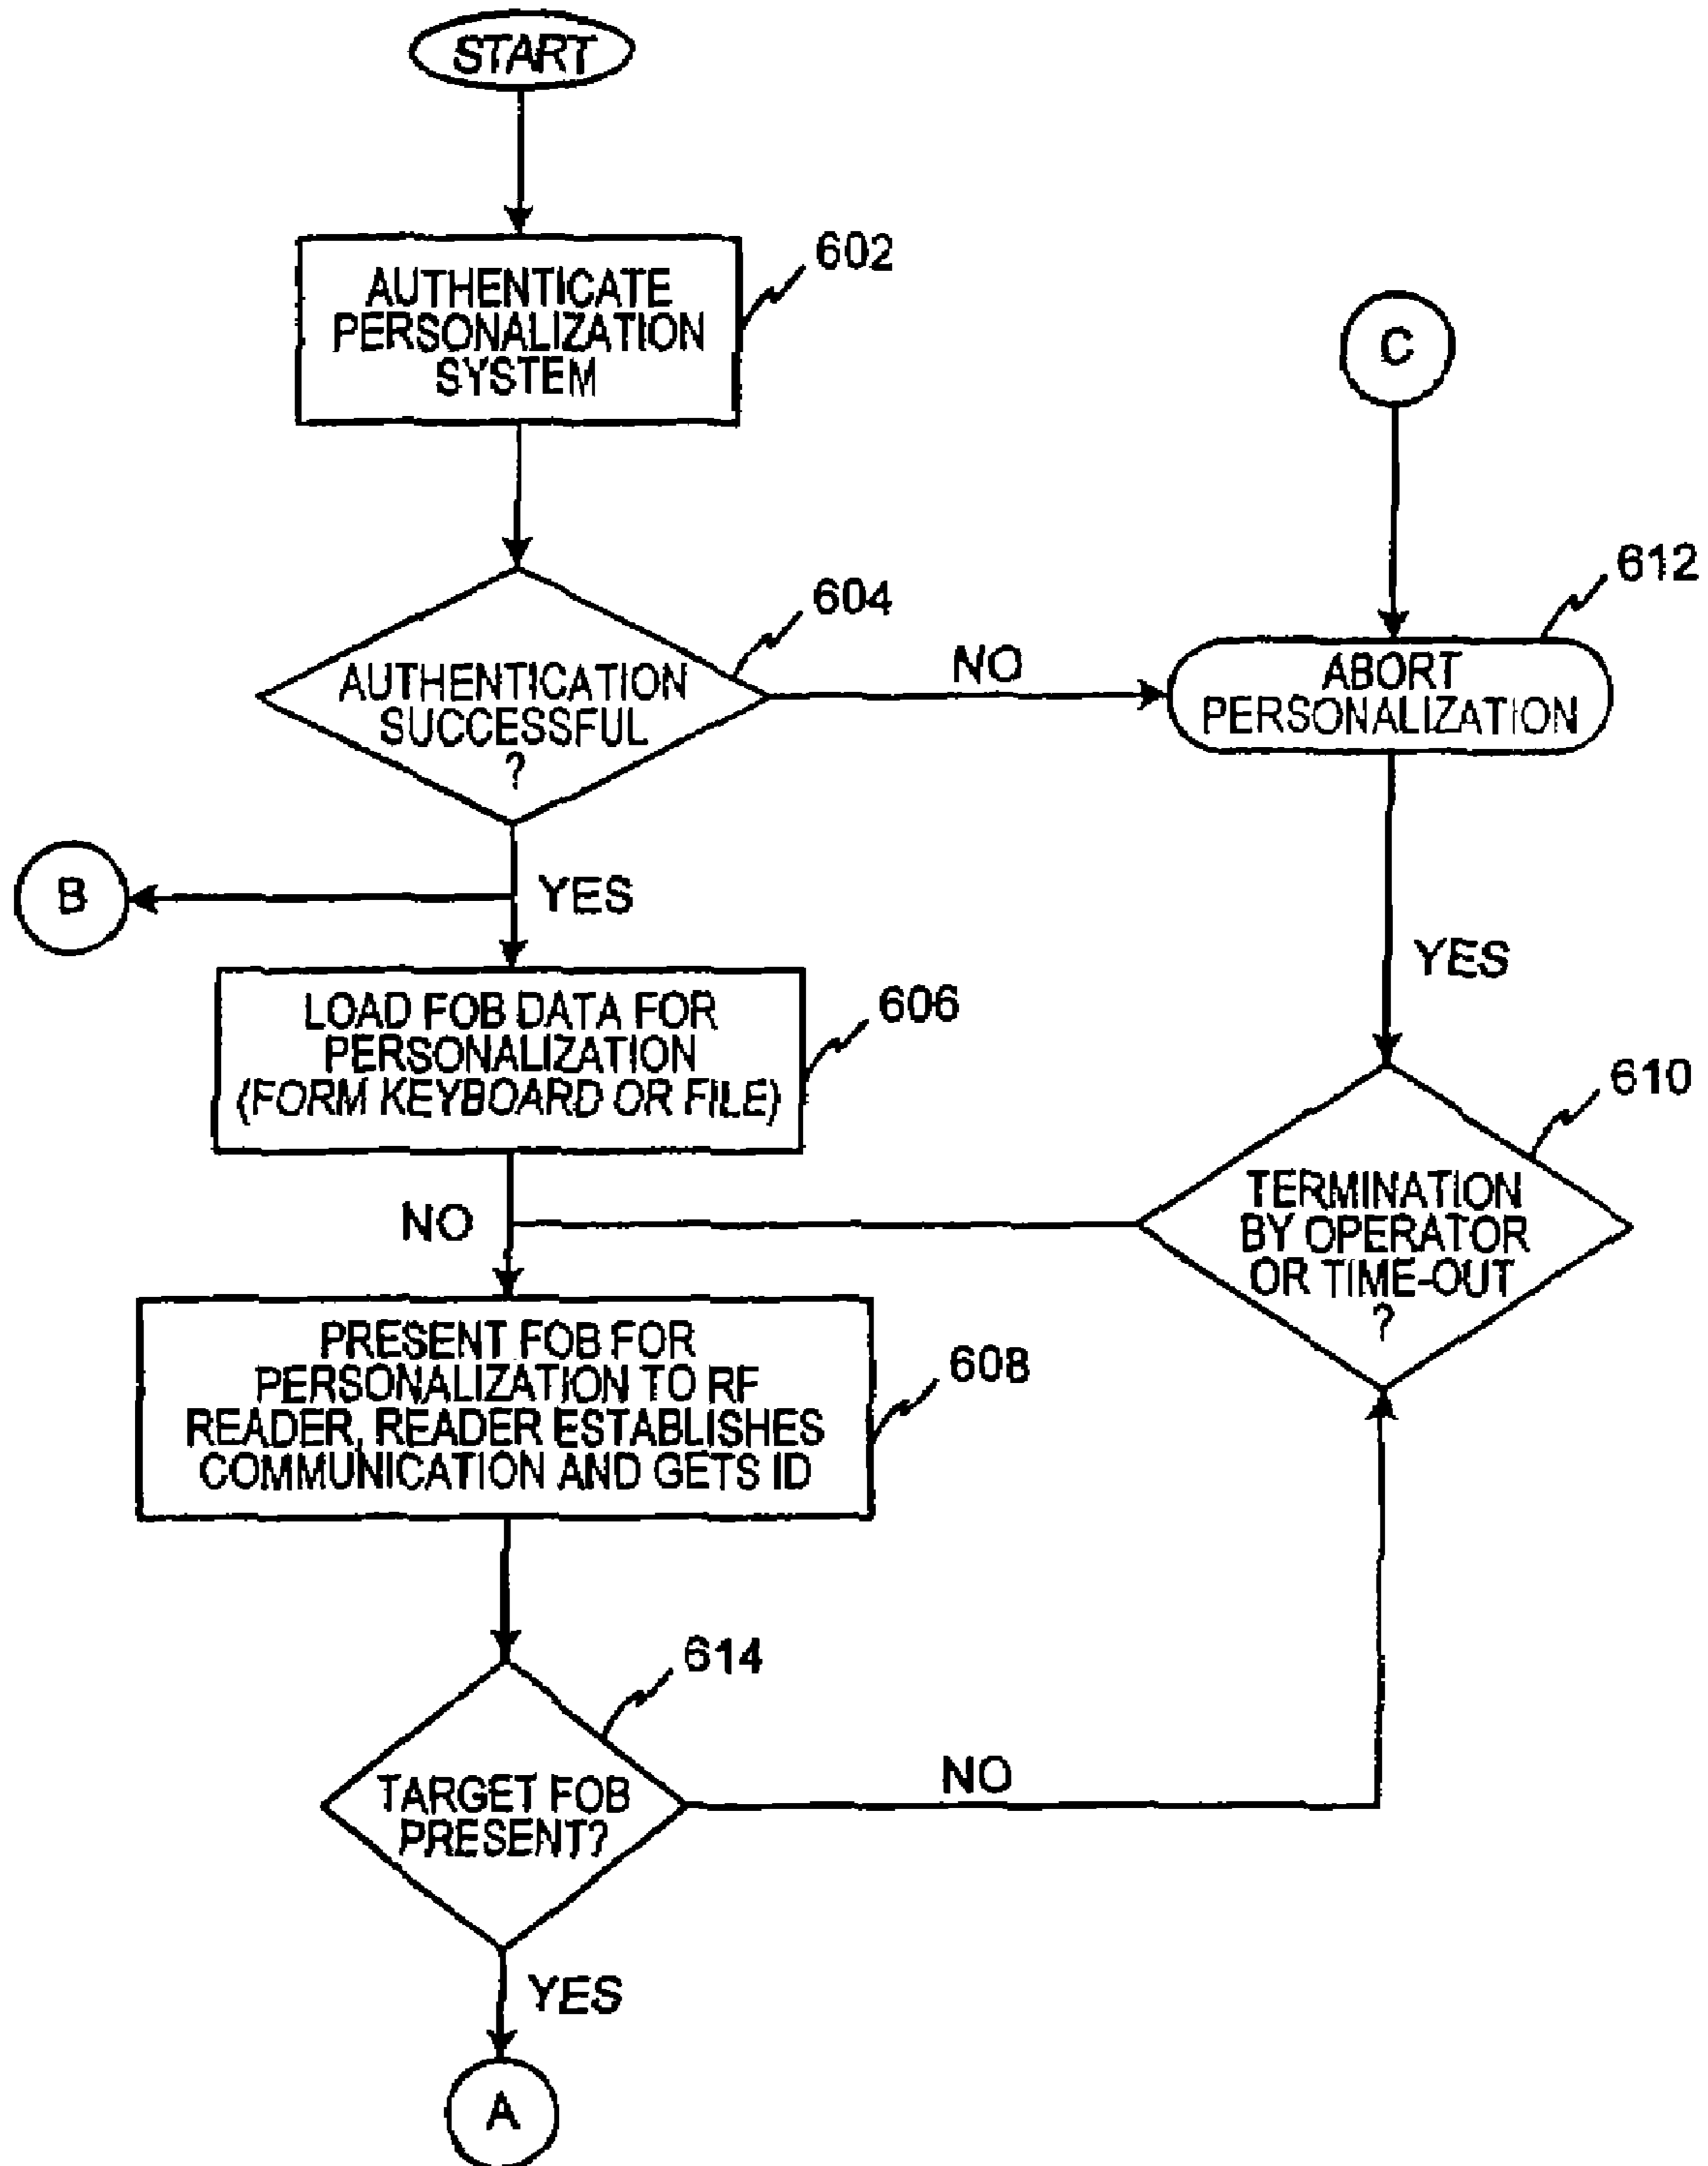 START
602
AUTHENTICATE
PERSONALIZATION
SYSTEM
C
604
612
AUTHENTICATION
SUCCESSFUL
?
NO
ABORT
PERSONALIZATION
B
YES
YES
606
LOAD FOB DATA FOR
PERSONALIZATION
(FORM KEYBOARD OR FILE)
610
TERMINATION
BY OPERATOR
OR TIME-OUT
?
NO
608
PRESENT FOB FOR
PERSONALIZATION TO RF
READER, READER ESTABLISHES
COMMUNICATION AND GETS ID
614
TARGET FOB
PRESENT?
NO
YES
A